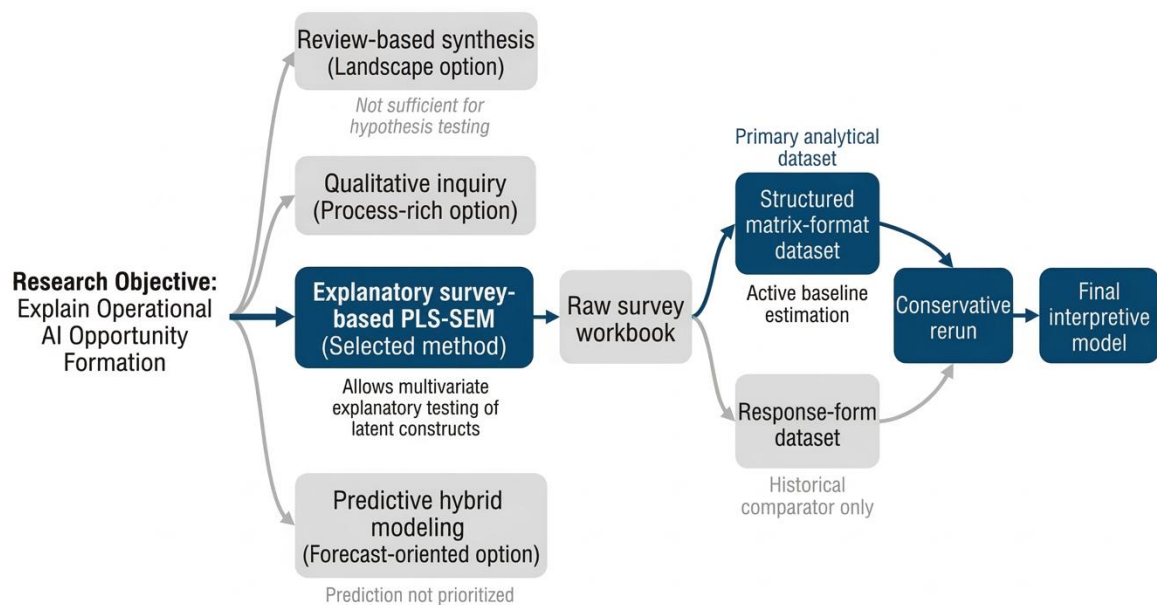 Review-based synthesis
(Landscape option)
Not sufficient for
hypothesis testing
Qualitative inquiry
(Process-rich option)
Research Objective:
Explain Operational
AI Opportunity
Formation
Explanatory survey-
based PLS-SEM
(Selected method)
Allows multivariate
explanatory testing of
latent constructs
Predictive hybrid
modeling
(Forecast-oriented option)
Prediction not prioritized
Raw survey
workbook
Primary analytical
dataset
Structured
matrix-format
dataset
Active baseline
estimation
Response-form
dataset
Historical
comparator only
Conservative
rerun
Final
interpretive
model